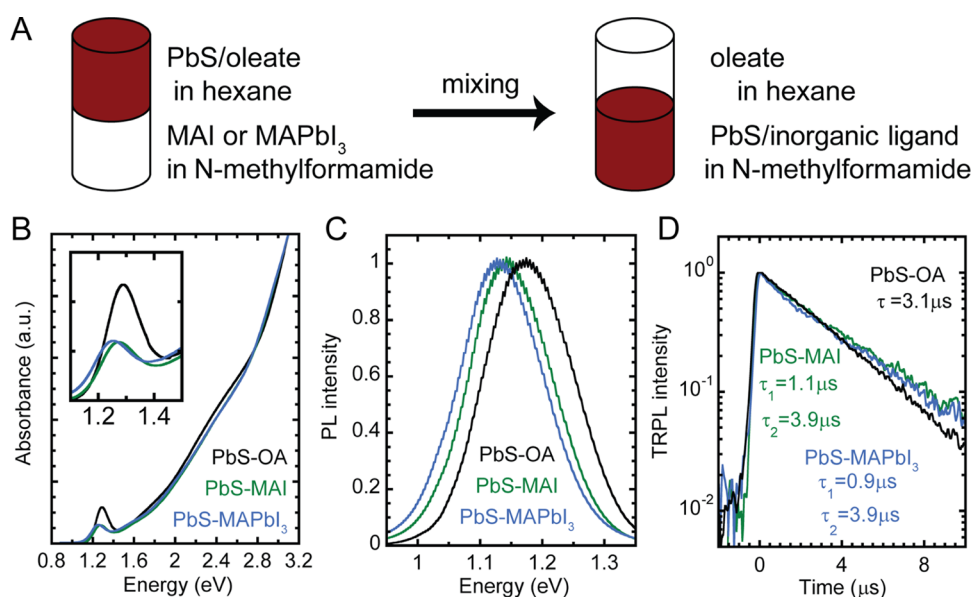 A
PbS/oleate
in hexane
MAI or MAPbI₃
in N-methylformamide
mixing
oleate
in hexane
PbS/inorganic ligand
in N-methylformamide
B
Absorbance (a.u.)
1.2 1.4
PbS-OA
PbS-MAI
PbS-MAPbI₃
0.8 1.2 1.6 2 2.4 2.8 3.2
Energy (eV)
C
PL intensity
1
0.8
0.6
0.4
0.2
0
PbS-OA
PbS-MAI
PbS-MAPbI₃
1 1.1 1.2 1.3
Energy (eV)
D
TRPL intensity
10⁰
10⁻¹
10⁻²
PbS-OA
τ = 3.1μs
PbS-MAI
τ₁ = 1.1μs
τ₂ = 3.9μs
PbS-MAPbI₃
τ₁ = 0.9μs
τ₂ = 3.9μs
0 4 8
Time (μs)